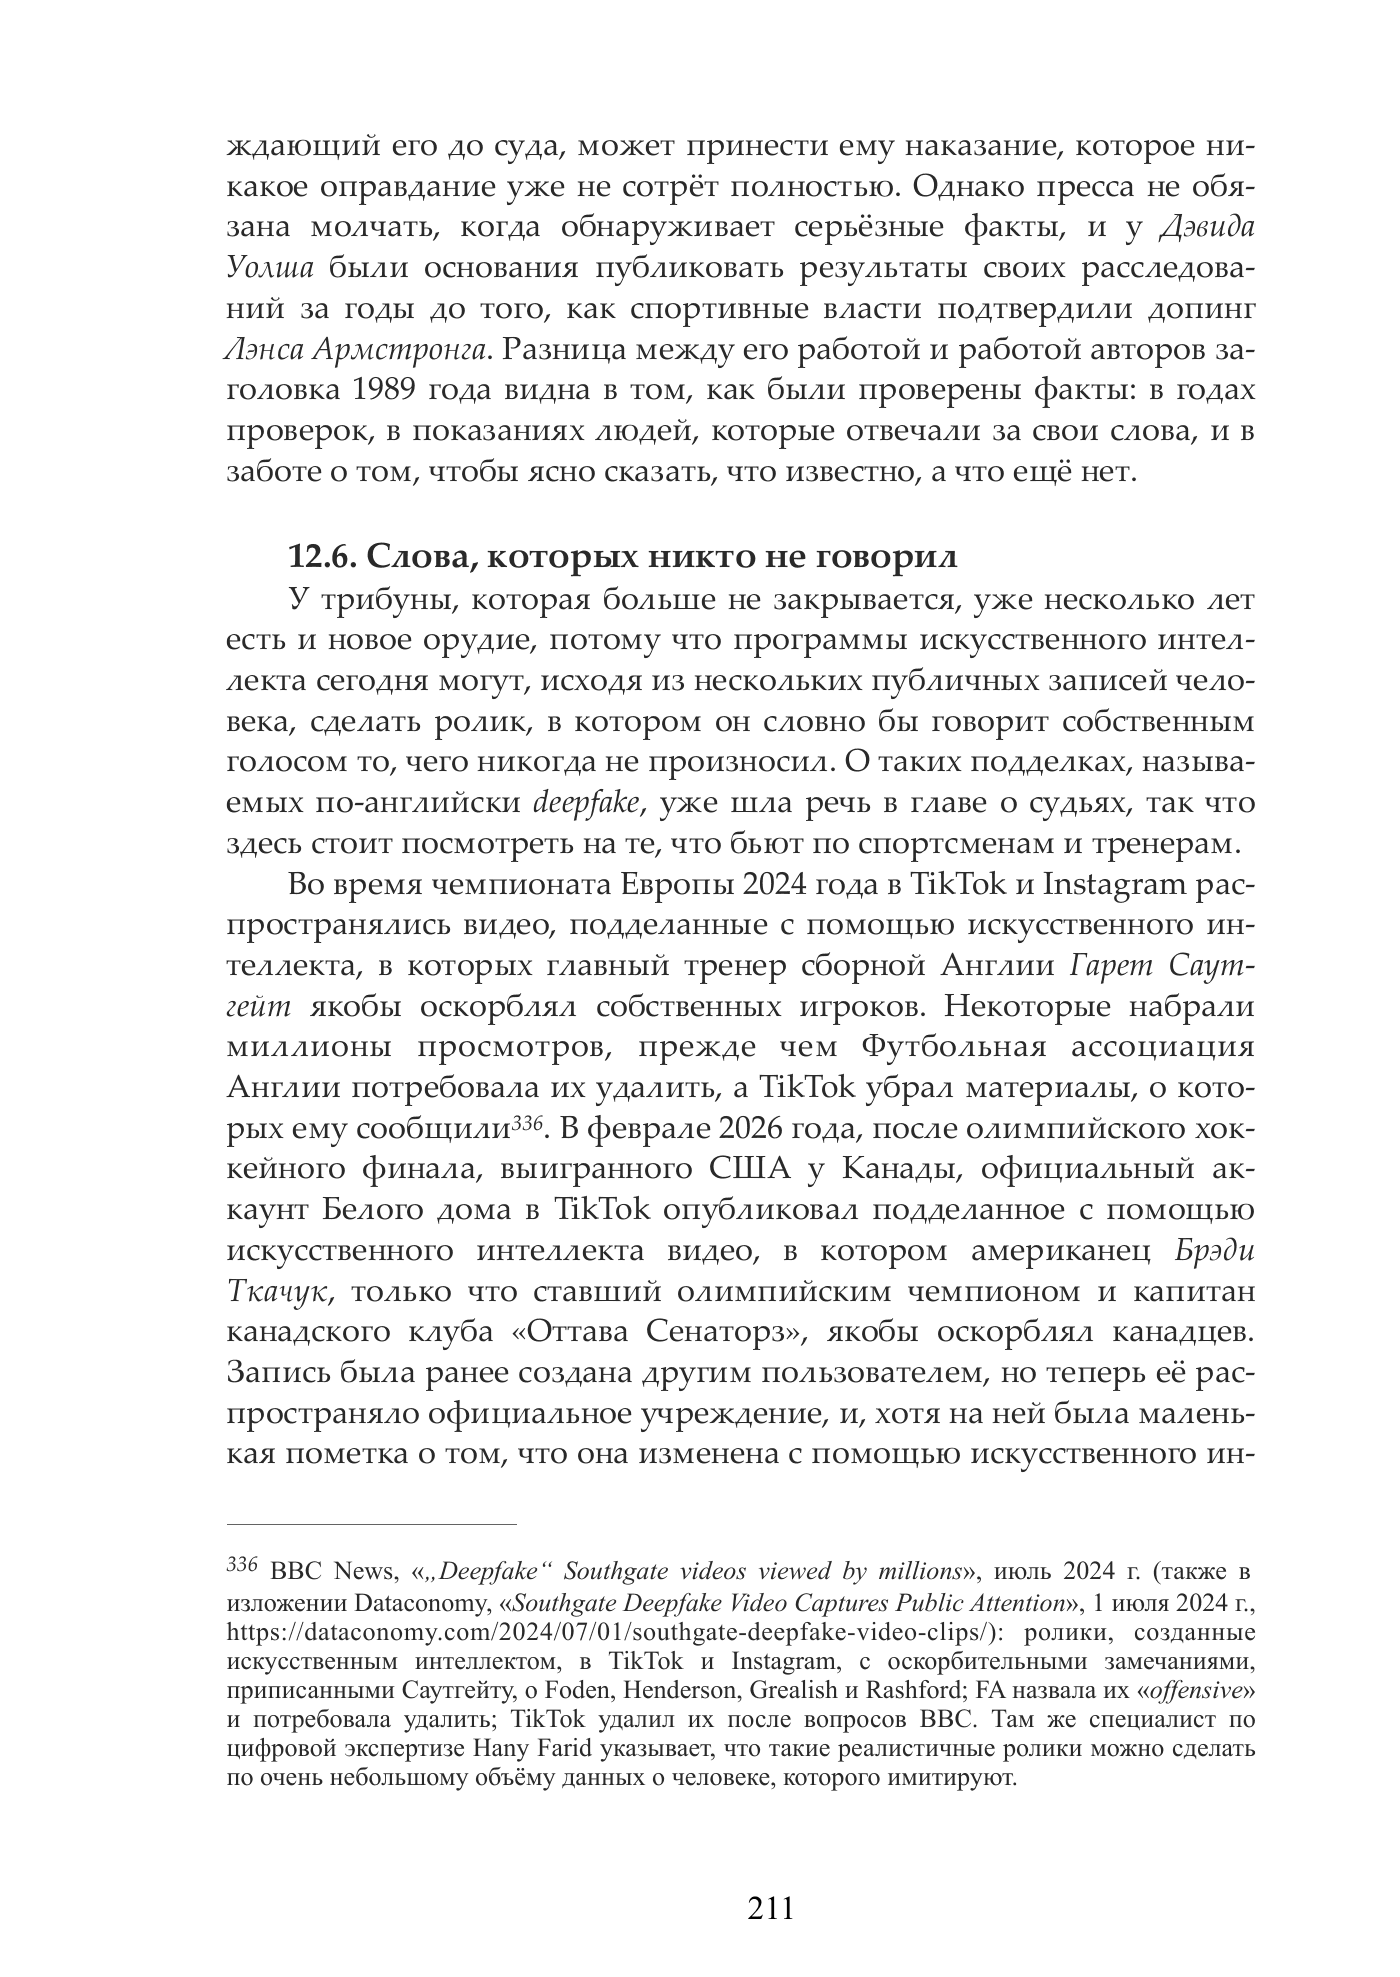 ждающий его до суда, может принести ему наказание, которое ни-
какое оправдание уже не сотрёт полностью. Однако пресса не обя-
зана молчать, когда обнаруживает серьёзные факты, и у Дэвида
Уолша были основания публиковать результаты своих расследова-
ний за годы до того, как спортивные власти подтвердили допинг
Лэнса Армстронга. Разница между его работой и работой авторов за-
головка 1989 года видна в том, как были проверены факты: в годах
проверок, в показаниях людей, которые отвечали за свои слова, и в
заботе о том, чтобы ясно сказать, что известно, а что ещё нет.
12.6. Слова, которых никто не говорил
У трибуны, которая больше не закрывается, уже несколько лет
есть и новое орудие, потому что программы искусственного интел-
лекта сегодня могут, исходя из нескольких публичных записей чело-
века, сделать ролик, в котором он словно бы говорит собственным
голосом то, чего никогда не произносил. О таких подделках, называ-
емых по-английски deepfake, уже шла речь в главе о судьях, так что
здесь стоит посмотреть на те, что бьют по спортсменам и тренерам.
Во время чемпионата Европы 2024 года в TikTok и Instagram рас-
пространялись видео, подделанные с помощью искусственного ин-
теллекта, в которых главный тренер сборной Англии Гарет Саут-
гейт якобы оскорблял собственных игроков. Некоторые набрали
миллионы просмотров, прежде чем Футбольная ассоциация
Англии потребовала их удалить, а TikTok убрал материалы, о кото-
рых ему сообщили336. В феврале 2026 года, после олимпийского хок-
кейного финала, выигранного США у Канады, официальный ак-
каунт Белого дома в TikTok опубликовал подделанное с помощью
искусственного интеллекта видео, в котором американец Брэди
Ткачук, только что ставший олимпийским чемпионом и капитан
канадского клуба «Оттава Сенаторз», якобы оскорблял канадцев.
Запись была ранее создана другим пользователем, но теперь её рас-
пространяло официальное учреждение, и, хотя на ней была малень-
кая пометка о том, что она изменена с помощью искусственного ин-
336 BBC News, «„Deepfake“ Southgate videos viewed by millions», июль 2024 г. (также в
изложении Dataconomy, «Southgate Deepfake Video Captures Public Attention», 1 июля 2024 г.,
https://dataconomy.com/2024/07/01/southgate-deepfake-video-clips/): ролики, созданные
искусственным интеллектом, в TikTok и Instagram, с оскорбительными замечаниями,
приписанными Саутгейту, о Foden, Henderson, Grealish и Rashford; FA назвала их «offensive»
и потребовала удалить; TikTok удалил их после вопросов BBC. Там же специалист по
цифровой экспертизе Hany Farid указывает, что такие реалистичные ролики можно сделать
по очень небольшому объёму данных о человеке, которого имитируют.
211